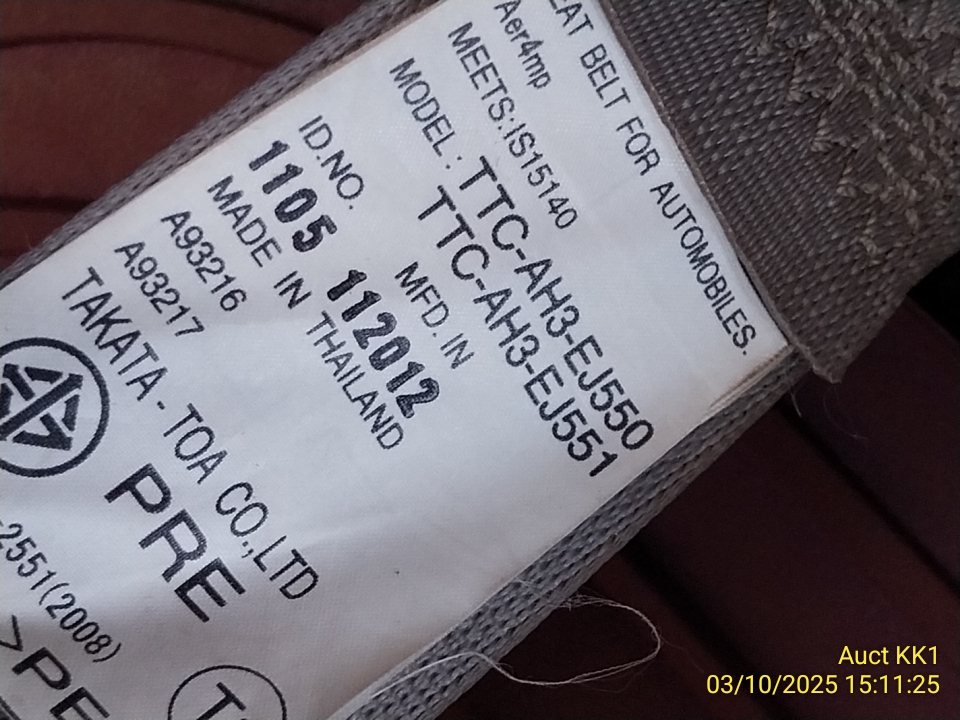 EAT BELT FOR AUTOMOBILES.
Aer4mp
MEETS:IS15140
MODEL : TTC-AH3-EJ550
TTC-AH3-EJ551
MFD. IN
ID.NO.
1105 112012
MADE IN THAILAND
A93216
A93217
TAKATA - TOA CO.,LTD
PRE
-2551(2008)
>PE
Auct KK1
03/10/2025 15:11:25